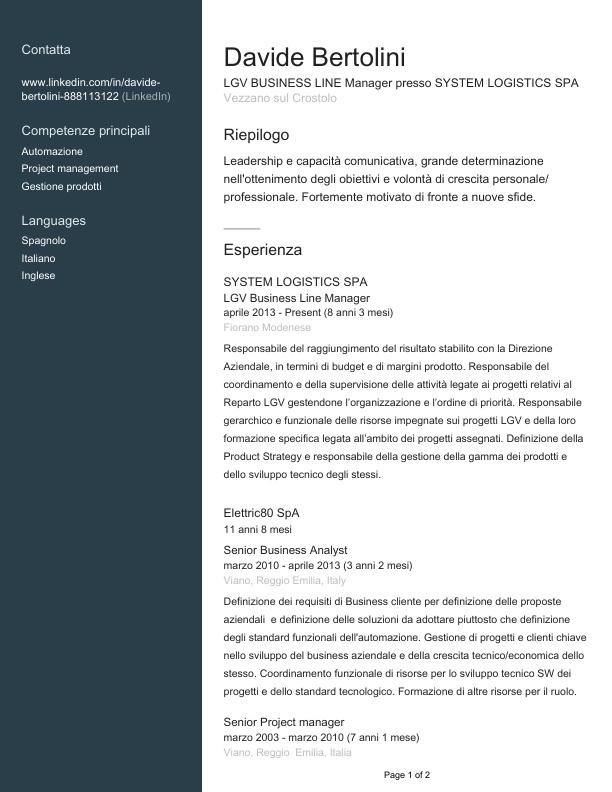 Contatta
www.linkedin.com/in/davide-
bertolini-888113122 (LinkedIn)
Competenze principali
Automazione
Project management
Gestione prodotti
Languages
Spagnolo
Italiano
Inglese
Davide Bertolini
LGV BUSINESS LINE Manager presso SYSTEM LOGISTICS SPA
Vezzano sul Crostolo
Riepilogo
Leadership e capacità comunicativa, grande determinazione
nell'ottenimento degli obiettivi e volontà di crescita personale/
professionale. Fortemente motivato di fronte a nuove sfide.
Esperienza
SYSTEM LOGISTICS SPA
LGV Business Line Manager
aprile 2013 - Present (8 anni 3 mesi)
Fiorano Modenese
Responsabile del raggiungimento del risultato stabilito con la Direzione
Aziendale, in termini di budget e di margini prodotto. Responsabile del
coordinamento e della supervisione delle attività legate ai progetti relativi al
Reparto LGV gestendone l'organizzazione e l'ordine di priorità. Responsabile
gerarchico e funzionale delle risorse impegnate sui progetti LGV e della loro
formazione specifica legata all'ambito dei progetti assegnati. Definizione della
Product Strategy e responsabile della gestione della gamma dei prodotti e
dello sviluppo tecnico degli stessi.
Elettric80 SpA
11 anni 8 mesi
Senior Business Analyst
marzo 2010 - aprile 2013 (3 anni 2 mesi)
Viano, Reggio Emilia, Italy
Definizione dei requisiti di Business cliente per definizione delle proposte
aziendali  e definizione delle soluzioni da adottare piuttosto che definizione
degli standard funzionali dell'automazione. Gestione di progetti e clienti chiave
nello sviluppo del business aziendale e della crescita tecnico/economica dello
stesso. Coordinamento funzionale di risorse per lo sviluppo tecnico SW dei
progetti e dello standard tecnologico. Formazione di altre risorse per il ruolo.
Senior Project manager
marzo 2003 - marzo 2010 (7 anni 1 mese)
Viano, Reggio  Emilia, Italia
Page 1 of 2